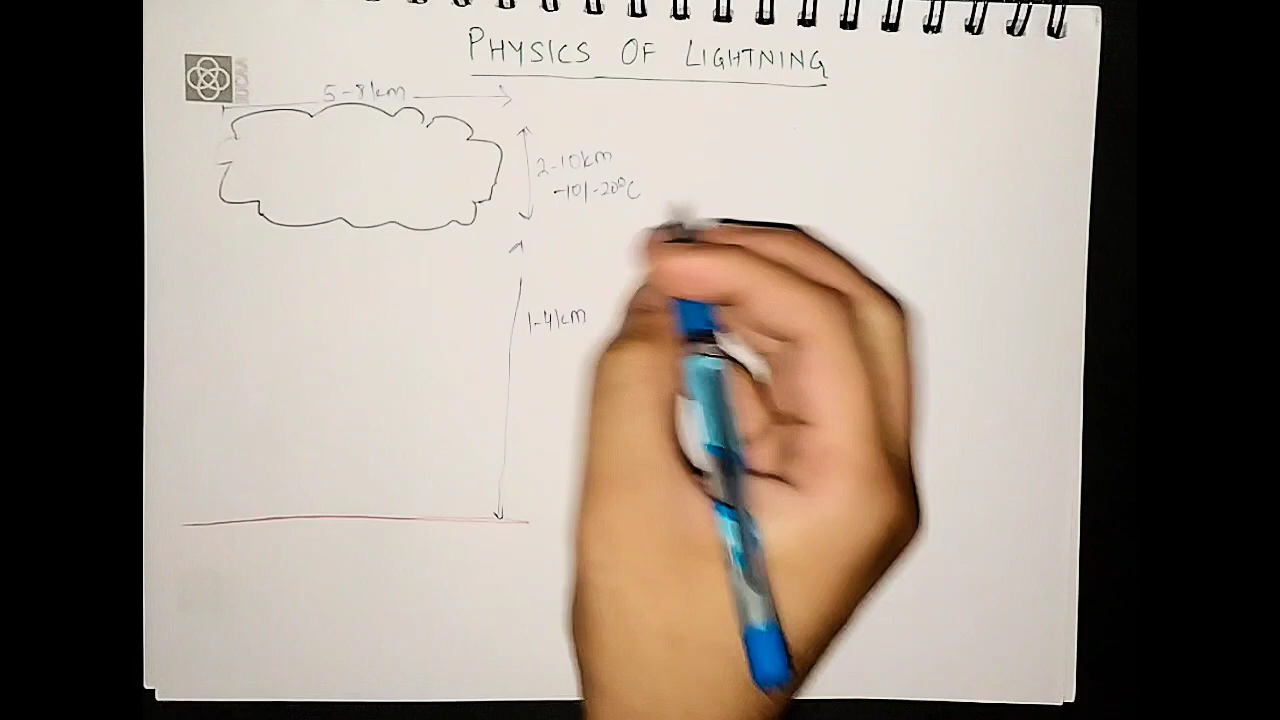 PHYSICS OF LIGHTNING
5-8km
2-10km
-10/-20°C
1-4km